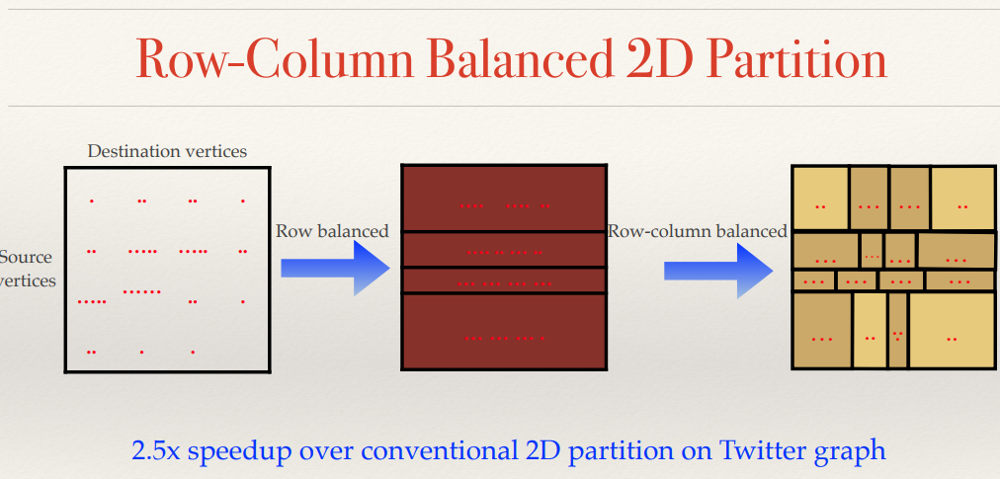 Row-Column Balanced 2D Partition
Destination vertices
Source
vertices
Row balanced
Row-column balanced
2.5x speedup over conventional 2D partition on Twitter graph